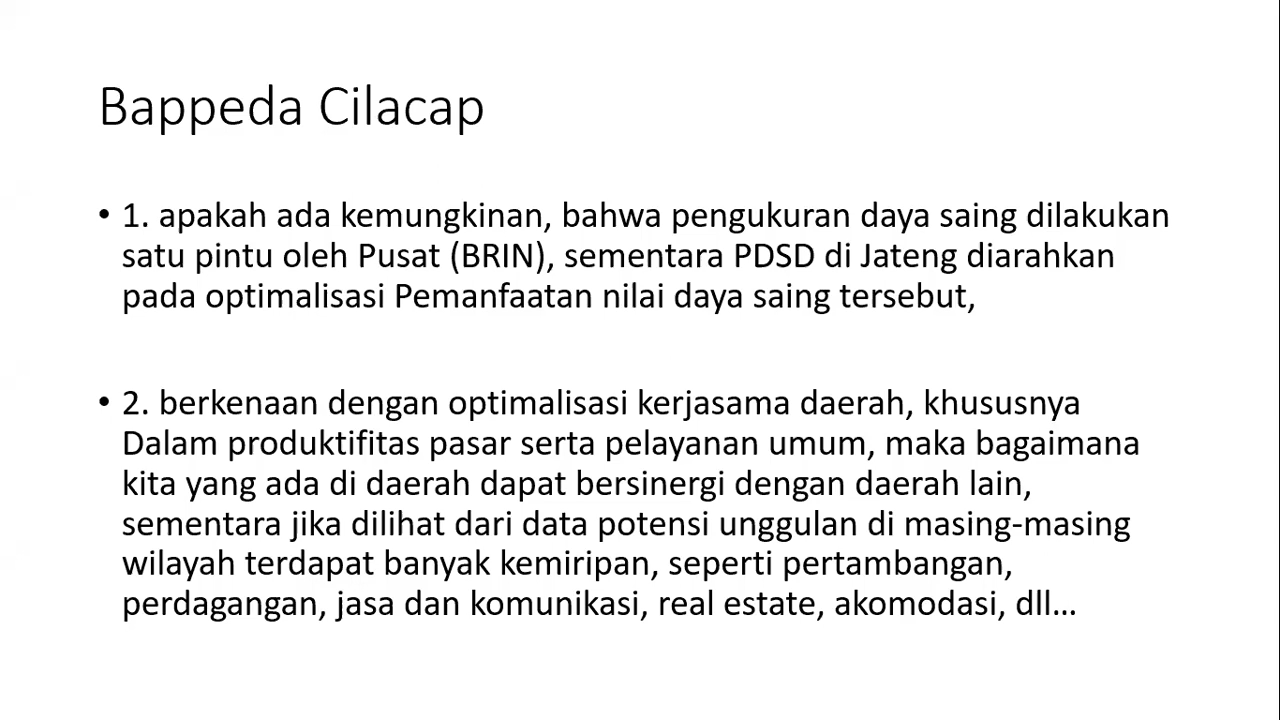 Bappeda Cilacap
• 1. apakah ada kemungkinan, bahwa pengukuran daya saing dilakukan
satu pintu oleh Pusat (BRIN), sementara PDSD di Jateng diarahkan
pada optimalisasi Pemanfaatan nilai daya saing tersebut,
• 2. berkenaan dengan optimalisasi kerjasama daerah, khususnya
Dalam produktifitas pasar serta pelayanan umum, maka bagaimana
kita yang ada di daerah dapat bersinergi dengan daerah lain,
sementara jika dilihat dari data potensi unggulan di masing-masing
wilayah terdapat banyak kemiripan, seperti pertambangan,
perdagangan, jasa dan komunikasi, real estate, akomodasi, dll...